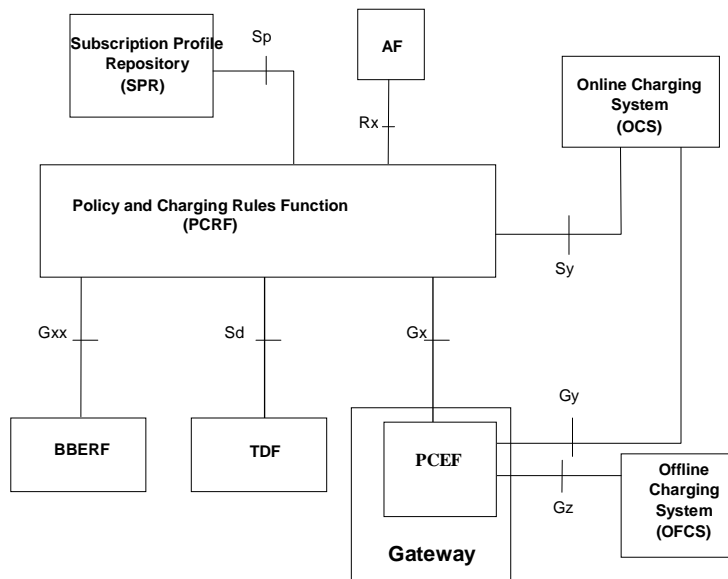 Subscription Profile
Repository
(SPR)
Sp
AF
Rx
Online Charging
System
(OCS)
Policy and Charging Rules Function
(PCRF)
Sy
Gxx
Sd
Gx
Gy
BBERF
TDF
PCEF
Gz
Offline
Charging
System
(OFCS)
Gateway